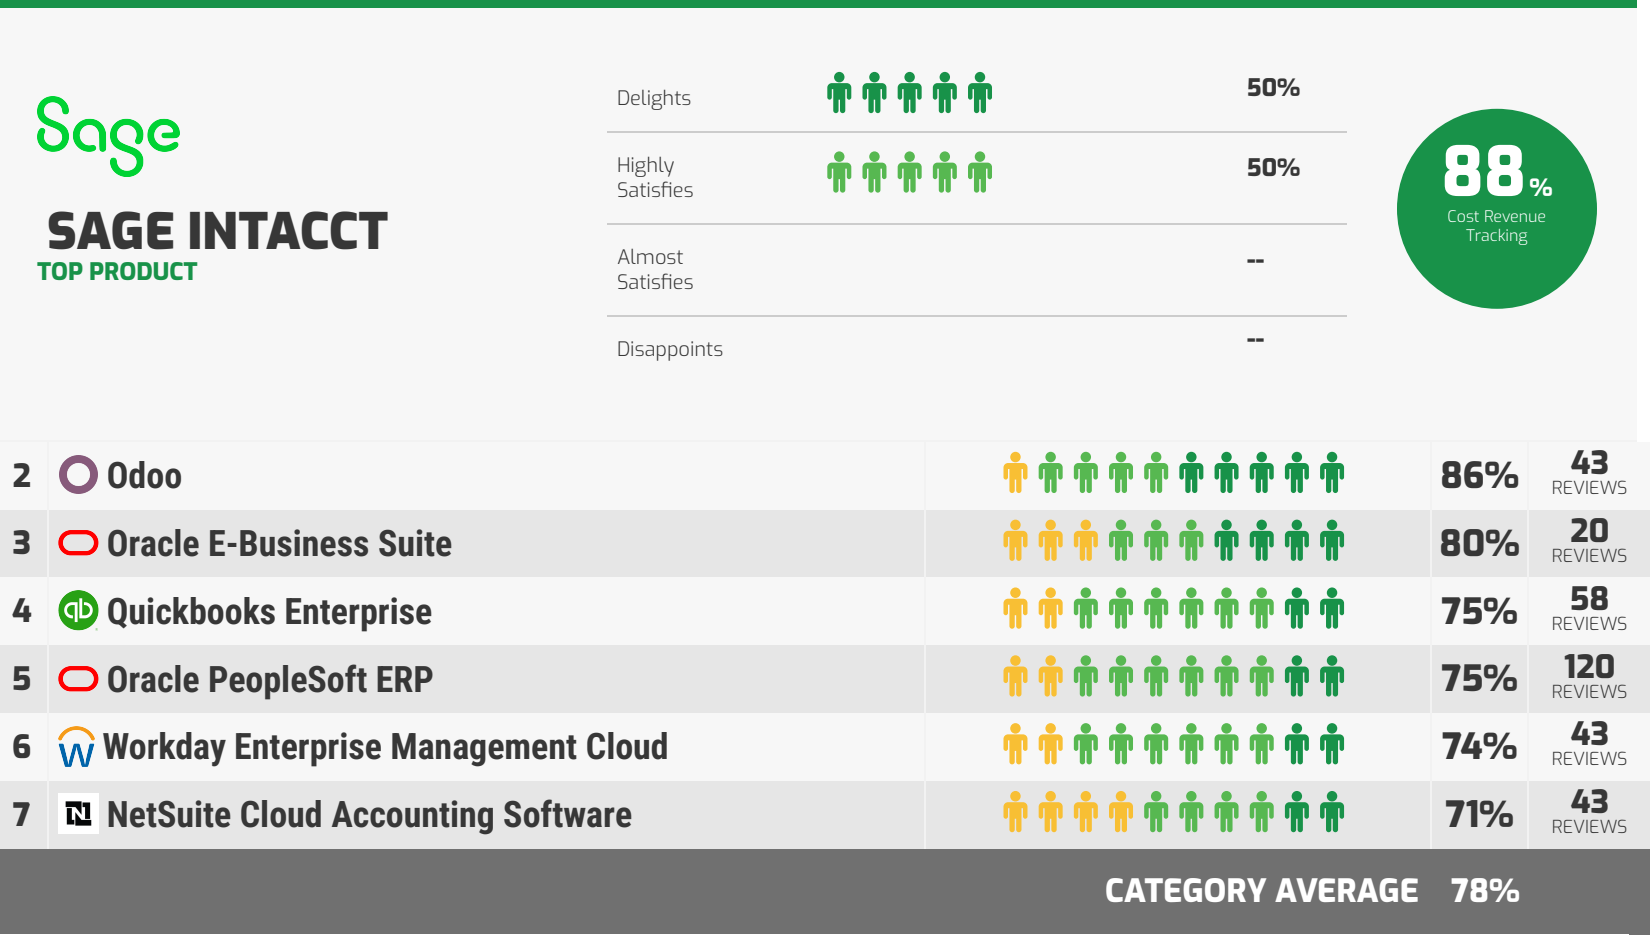 Sage
SAGE INTACCT
TOP PRODUCT
Delights 50%
Highly
Satisfies 50%
Almost
Satisfies --
Disappoints --
88%
Cost Revenue
Tracking
2 Odoo 86% 43
REVIEWS
3 Oracle E-Business Suite 80% 20
REVIEWS
4 qb Quickbooks Enterprise 75% 58
REVIEWS
5 Oracle PeopleSoft ERP 75% 120
REVIEWS
6 W Workday Enterprise Management Cloud 74% 43
REVIEWS
7 N NetSuite Cloud Accounting Software 71% 43
REVIEWS
CATEGORY AVERAGE 78%